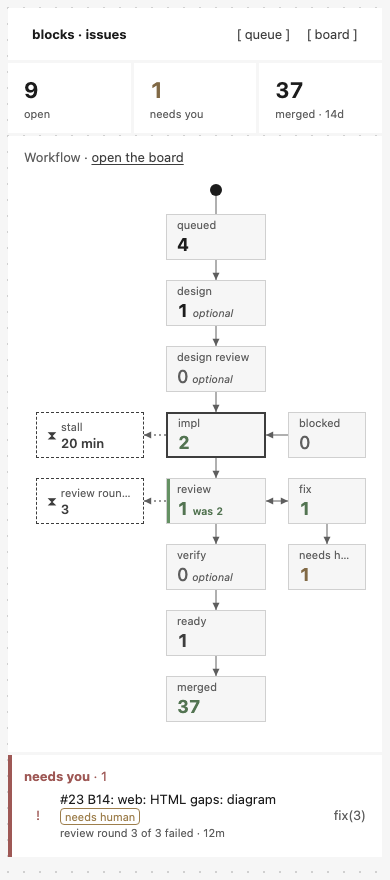 blocks · issues [ queue ] [ board ]
9 1 37
open needs you merged · 14d
Workflow · open the board
queued
4
design
1 optional
design review
0 optional
stall impl blocked
20 min 2 0
review roun... review fix
3 1 was 2 1
verify needs h...
0 optional 1
ready
1
merged
37
needs you · 1
#23 B14: web: HTML gaps: diagram
! needs human fix(3)
review round 3 of 3 failed · 12m